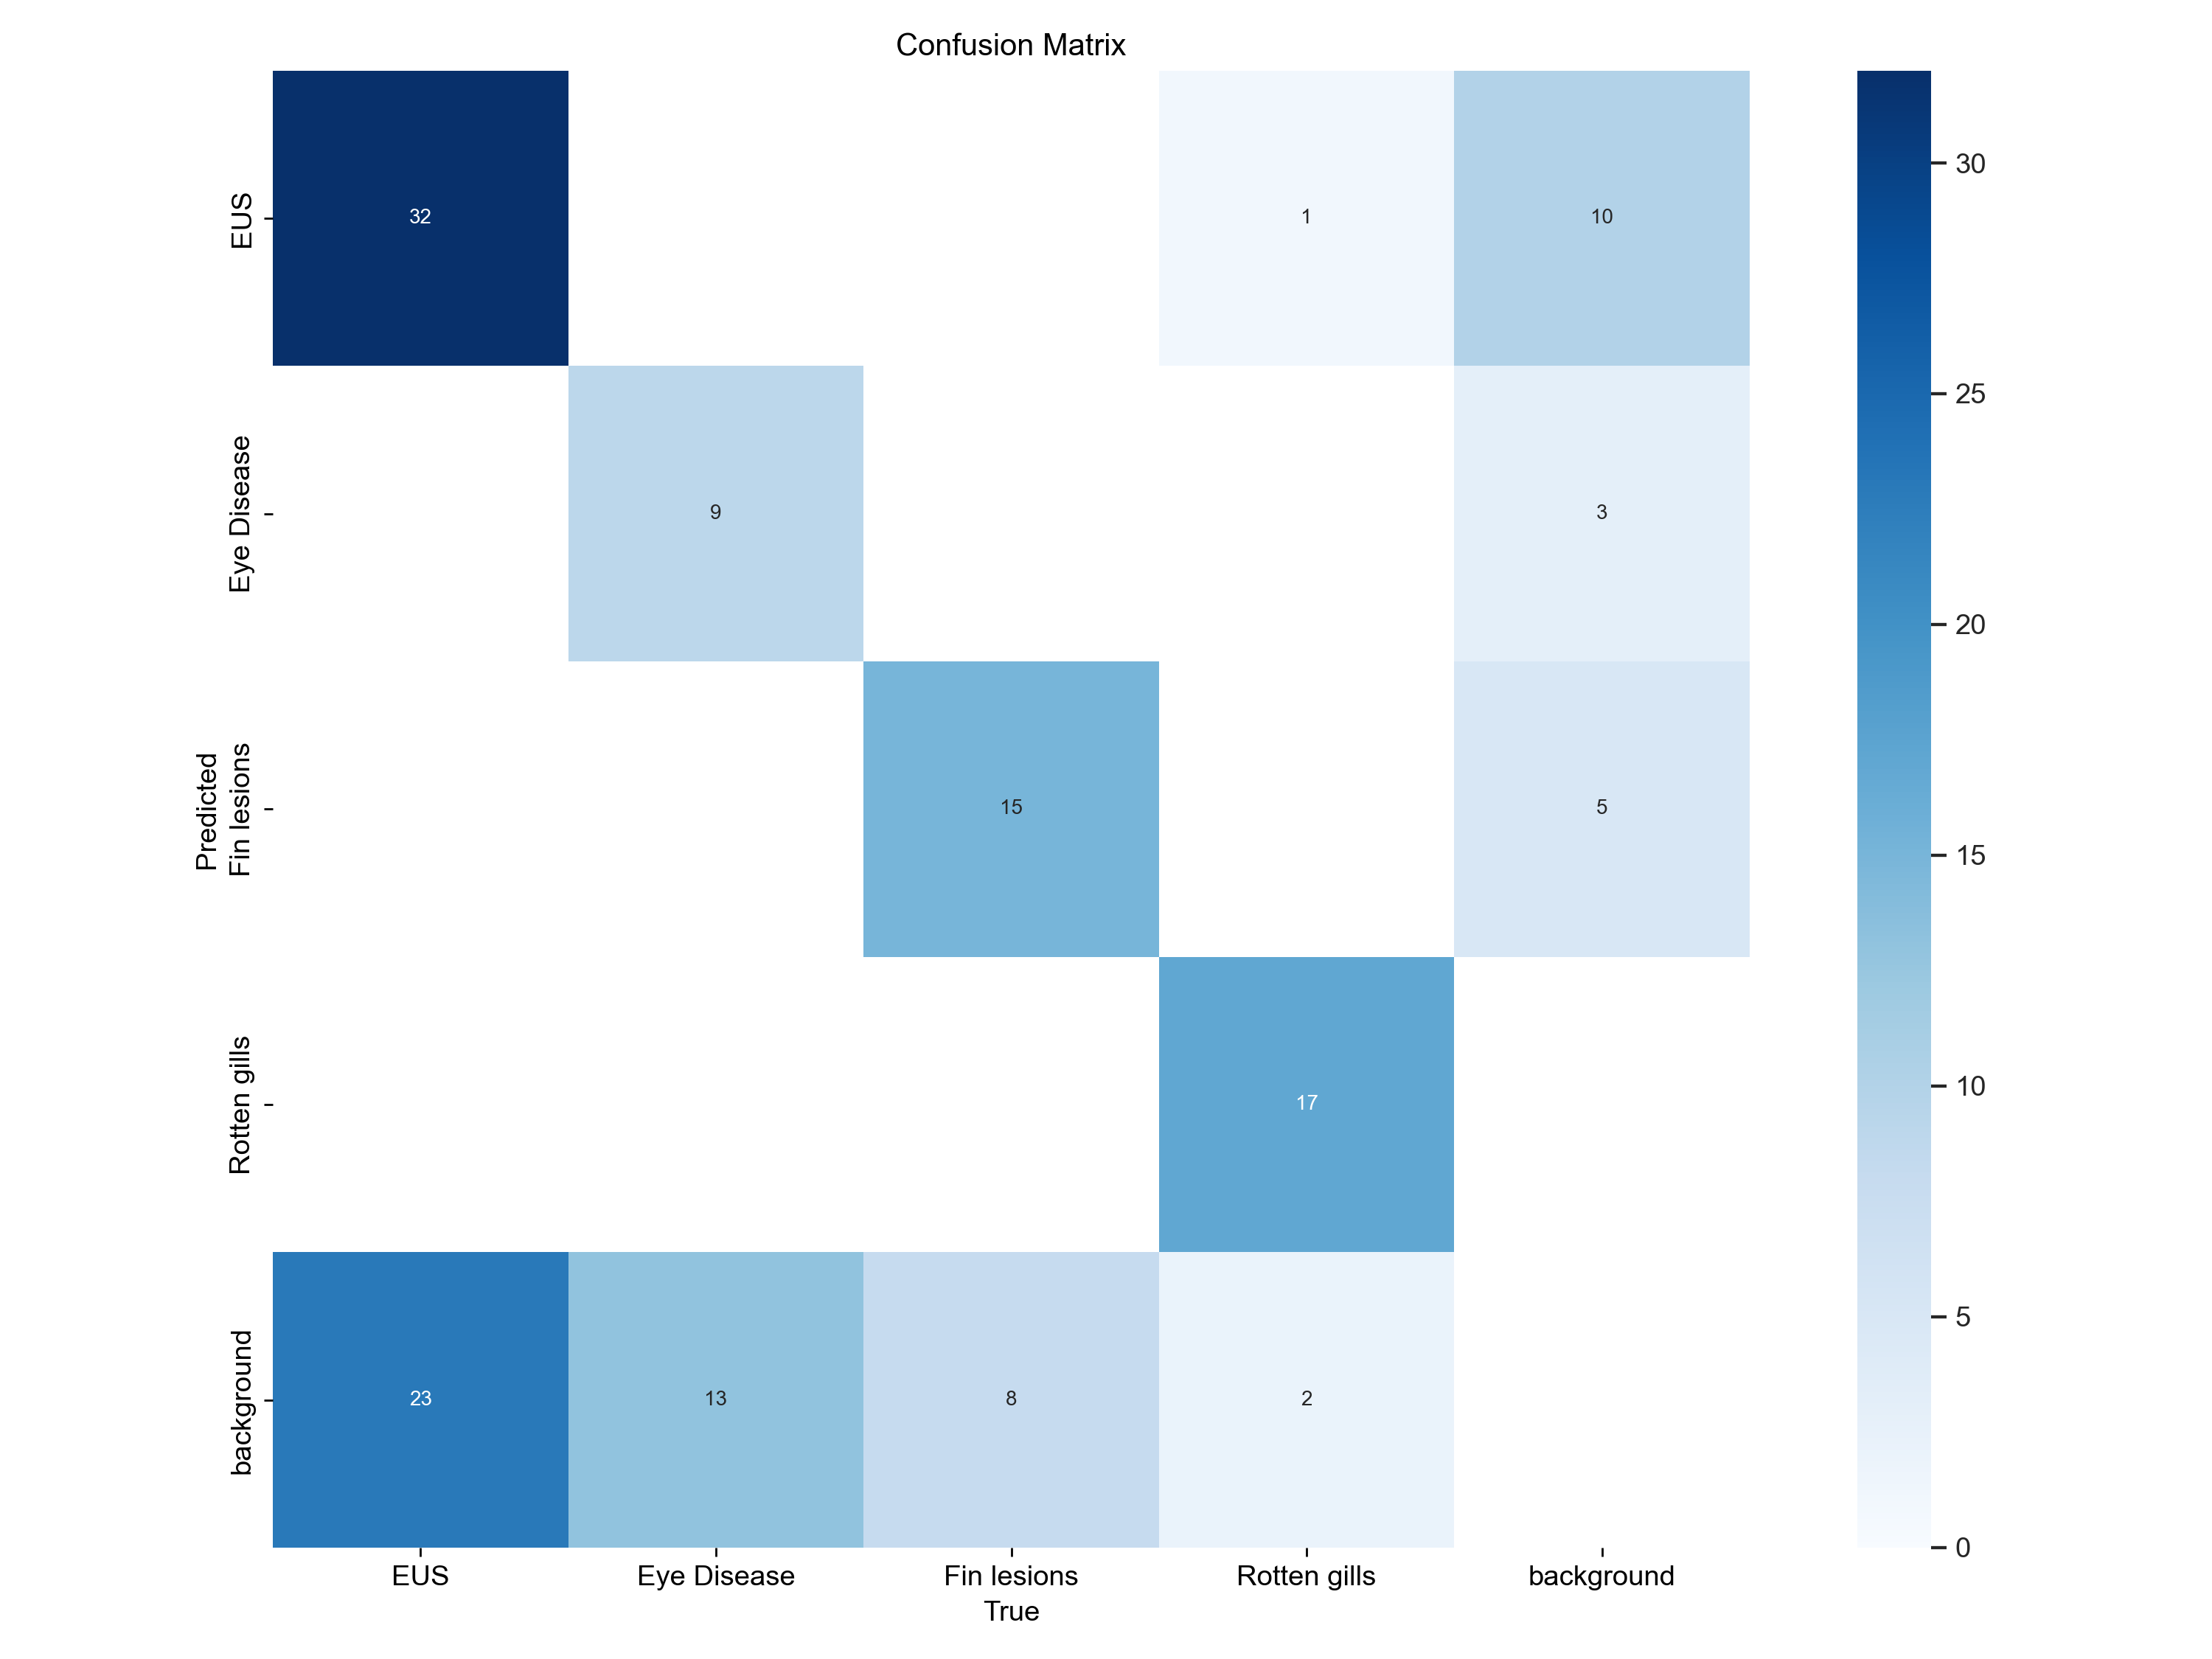 Confusion Matrix
Predicted
EUS
32
1
10
Eye Disease
9
3
Fin lesions
15
5
Rotten gills
17
background
23
13
8
2
EUS
Eye Disease
Fin lesions
Rotten gills
background
True
30
25
20
15
10
5
0